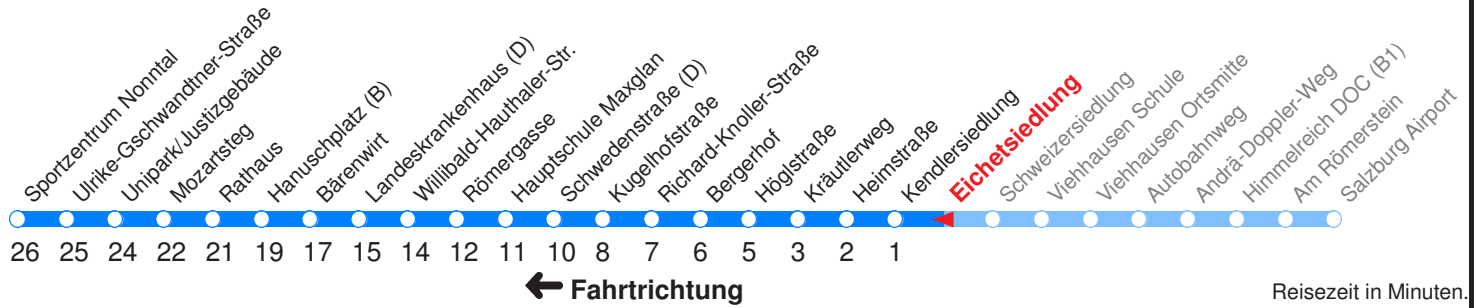 Sportzentrum Nonntal
Ulrike-Gschwandtner-Straße
Unipark/Justizgebäude
Mozartsteg
Rathaus
Hanuschplatz (B)
Bärenwirt
Landeskrankenhaus (D)
Willibald-Hauthaler-Str.
Römergasse
Hauptschule Maxglan
Schwedenstraße (D)
Kugelhofstraße
Richard-Knoller-Straße
Bergerhof
Höglstraße
Kräutlerweg
Heimstraße
Kendlersiedlung
Eichetsiedlung
Schweizersiedlung
Viehhausen Schule
Viehhausen Ortsmitte
Autobahnweg
Andrä-Doppler-Weg
Himmelreich DOC (B1)
Am Römerstein
Salzburg Airport
26 25 24 22 21 19 17 15 14 12 11 10 8 7 6 5 3 2 1
Fahrtrichtung
Reisezeit in Minuten.